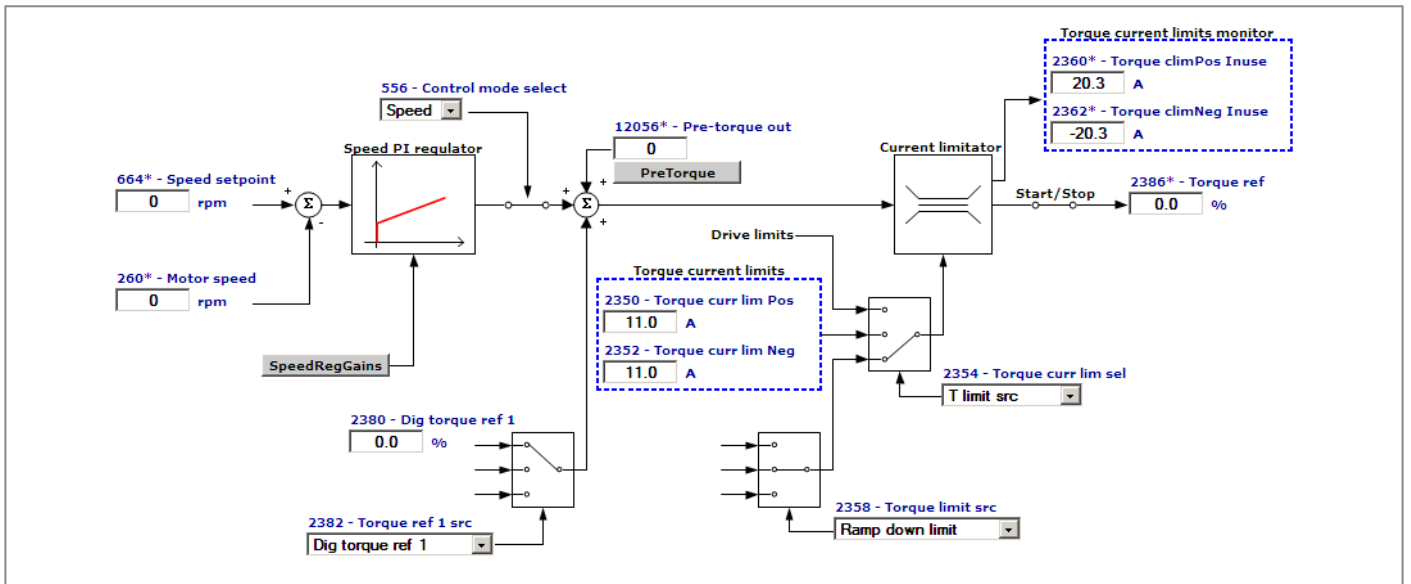 Torque current limits monitor
2360* - Torque climPos Inuse
20.3 A
2362* - Torque climNeg Inuse
-20.3 A
556 - Control mode select
Speed
12056* - Pre-torque out
0
PreTorque
Speed PI regulator
Current limitator
664* - Speed setpoint
0 rpm
+
-
Σ
+
+
+
Σ
Start/Stop
2386* - Torque ref
0.0 %
260* - Motor speed
0 rpm
Drive limits
Torque current limits
2350 - Torque curr lim Pos
11.0 A
2352 - Torque curr lim Neg
11.0 A
SpeedRegGains
2354 - Torque curr lim sel
T limit src
2380 - Dig torque ref 1
0.0 %
2382 - Torque ref 1 src
Dig torque ref 1
2358 - Torque limit src
Ramp down limit